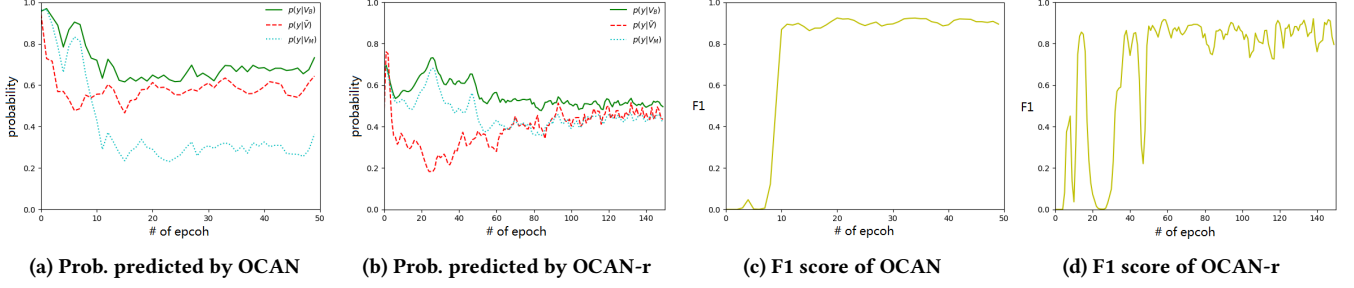 1.0
0.8
0.6
0.4
0.2
0.0
0
10
20
30
40
50
probability
# of epcoh
p(y|V_B)
p(y|Ṽ)
p(y|V_M)
(a) Prob. predicted by OCAN
1.0
0.8
0.6
0.4
0.2
0.0
0
20
40
60
80
100
120
140
probability
# of epoch
p(y|V_B)
p(y|Ṽ)
p(y|V_M)
(b) Prob. predicted by OCAN-r
1.0
0.8
0.6
0.4
0.2
0.0
0
10
20
30
40
50
F1
# of epcoh
(c) F1 score of OCAN
1.0
0.8
0.6
0.4
0.2
0.0
0
20
40
60
80
100
120
140
F1
# of epcoh
(d) F1 score of OCAN-r